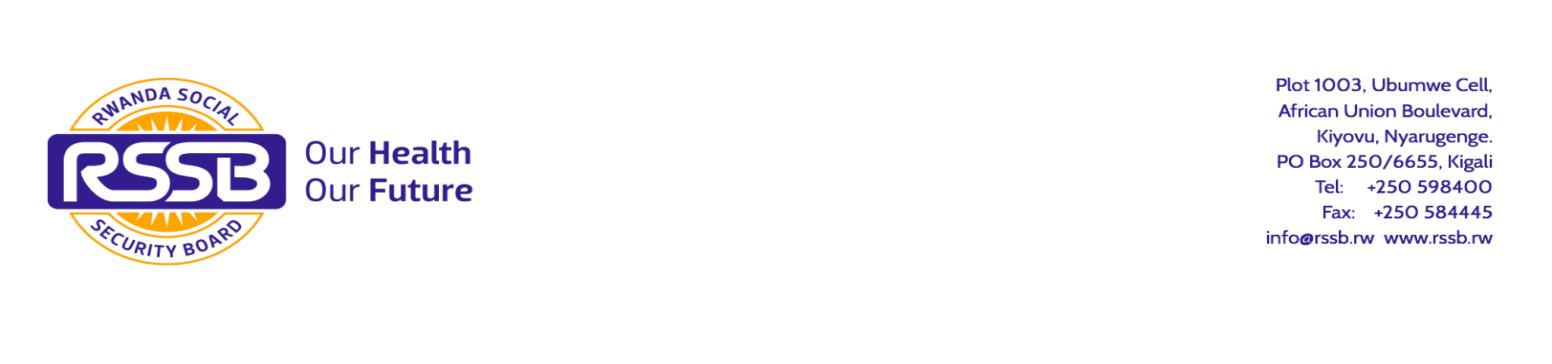 RWANDA SOCIAL
RSSB
SECURITY BOARD
Our Health
Our Future
Plot 1003, Ubumwe Cell,
African Union Boulevard,
Kiyovu, Nyarugenge.
PO Box 250/6655, Kigali
Tel: +250 598400
Fax: +250 584445
info@rssb.rw www.rssb.rw